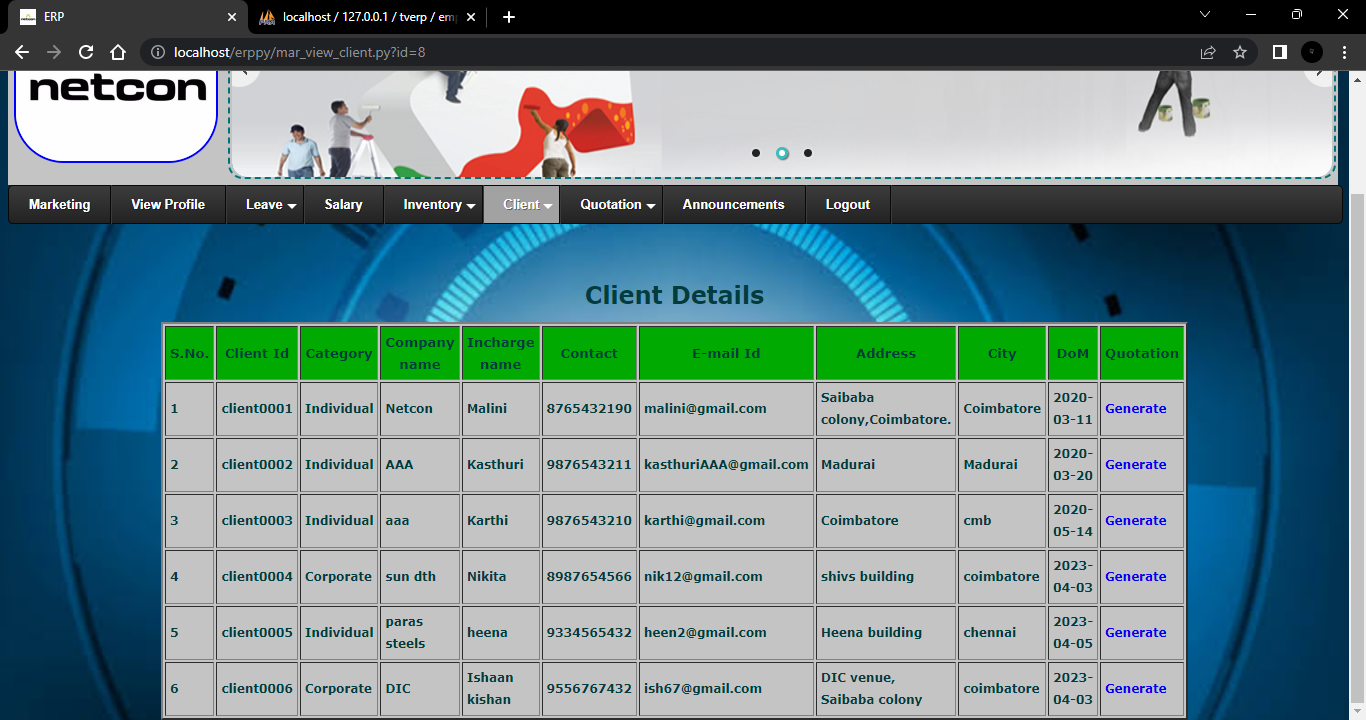 ERP
localhost / 127.0.0.1 / tverp / em
localhost/erppy/mar_view_client.py?id=8
netcon
Marketing View Profile Leave Salary Inventory Client Quotation Announcements Logout
Client Details
S.No. Client Id Category Company name Incharge name Contact E-mail Id Address City DoM Quotation
1 client0001 Individual Netcon Malini 8765432190 malini@gmail.com Saibaba colony,Coimbatore. Coimbatore 2020-03-11 Generate
2 client0002 Individual AAA Kasthuri 9876543211 kasthuriAAA@gmail.com Madurai Madurai 2020-03-20 Generate
3 client0003 Individual aaa Karthi 9876543210 karthi@gmail.com Coimbatore cmb 2020-05-14 Generate
4 client0004 Corporate sun dth Nikita 8987654566 nik12@gmail.com shivs building coimbatore 2023-04-03 Generate
5 client0005 Individual paras steels heena 9334565432 heen2@gmail.com Heena building chennai 2023-04-05 Generate
6 client0006 Corporate DIC Ishaan kishan 9556767432 ish67@gmail.com DIC venue, Saibaba colony coimbatore 2023-04-03 Generate